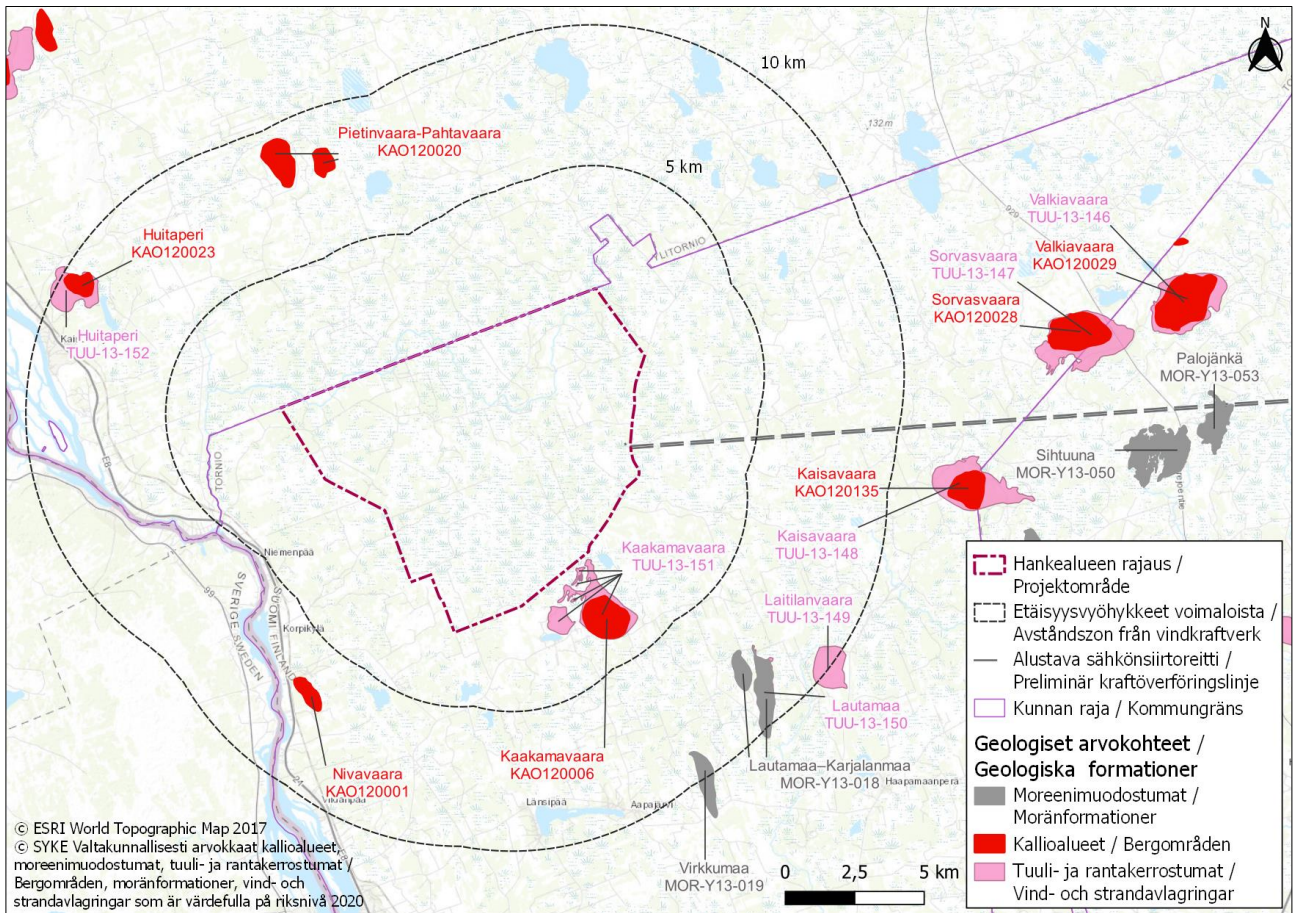 N
10 km
5 km
132 m
929
Pietinvaara-Pahtavaara
KAO120020
YLITORNIO
Valkiavaara
TUU-13-146
Huitaperi
KAO120023
Valkiavaara
KAO120029
Sorvasvaara
TUU-13-147
Sorvasvaara
KAO120028
Huitaperi
TUU-13-152
Palojänkä
MOR-Y13-053
E8
TORNIO
Sihtuuna
MOR-Y13-050
Kaisavaara
KAO120135
Kaisavaara
TUU-13-148
Niemenpää
99
SVERIGE SWEDEN
SUOMI FINLAND
Korpikylä
Kaakamavaara
TUU-13-151
Laitilanvaara
TUU-13-149
Lautamaa
TUU-13-150
Kaakamavaara
KAO120006
Nivavaara
KAO120001
Lautamaa–Karjalanmaa
MOR-Y13-018
Haapamaanperä
Länsipää
Aapajärvi
Virkkumaa
MOR-Y13-019
0 2,5 5 km
Hankealueen rajaus /
Projektområde
Etäisyysvyöhykkeet voimaloista /
Avståndszon från vindkraftverk
Alustava sähkönsiirtoreitti /
Preliminär kraftöverföringslinje
Kunnan raja / Kommungräns
Geologiset arvokohteet /
Geologiska formationer
Moreenimuodostumat /
Moränformationer
Kallioalueet / Bergområden
Tuuli- ja rantakerrostumat /
Vind- och strandavlagringar
© ESRI World Topographic Map 2017
© SYKE Valtakunnallisesti arvokkaat kallioalueet,
moreenimuodostumat, tuuli- ja rantakerrostumat /
Bergområden, moränformationer, vind- och
strandavlagringar som är värdefulla på riksnivå 2020